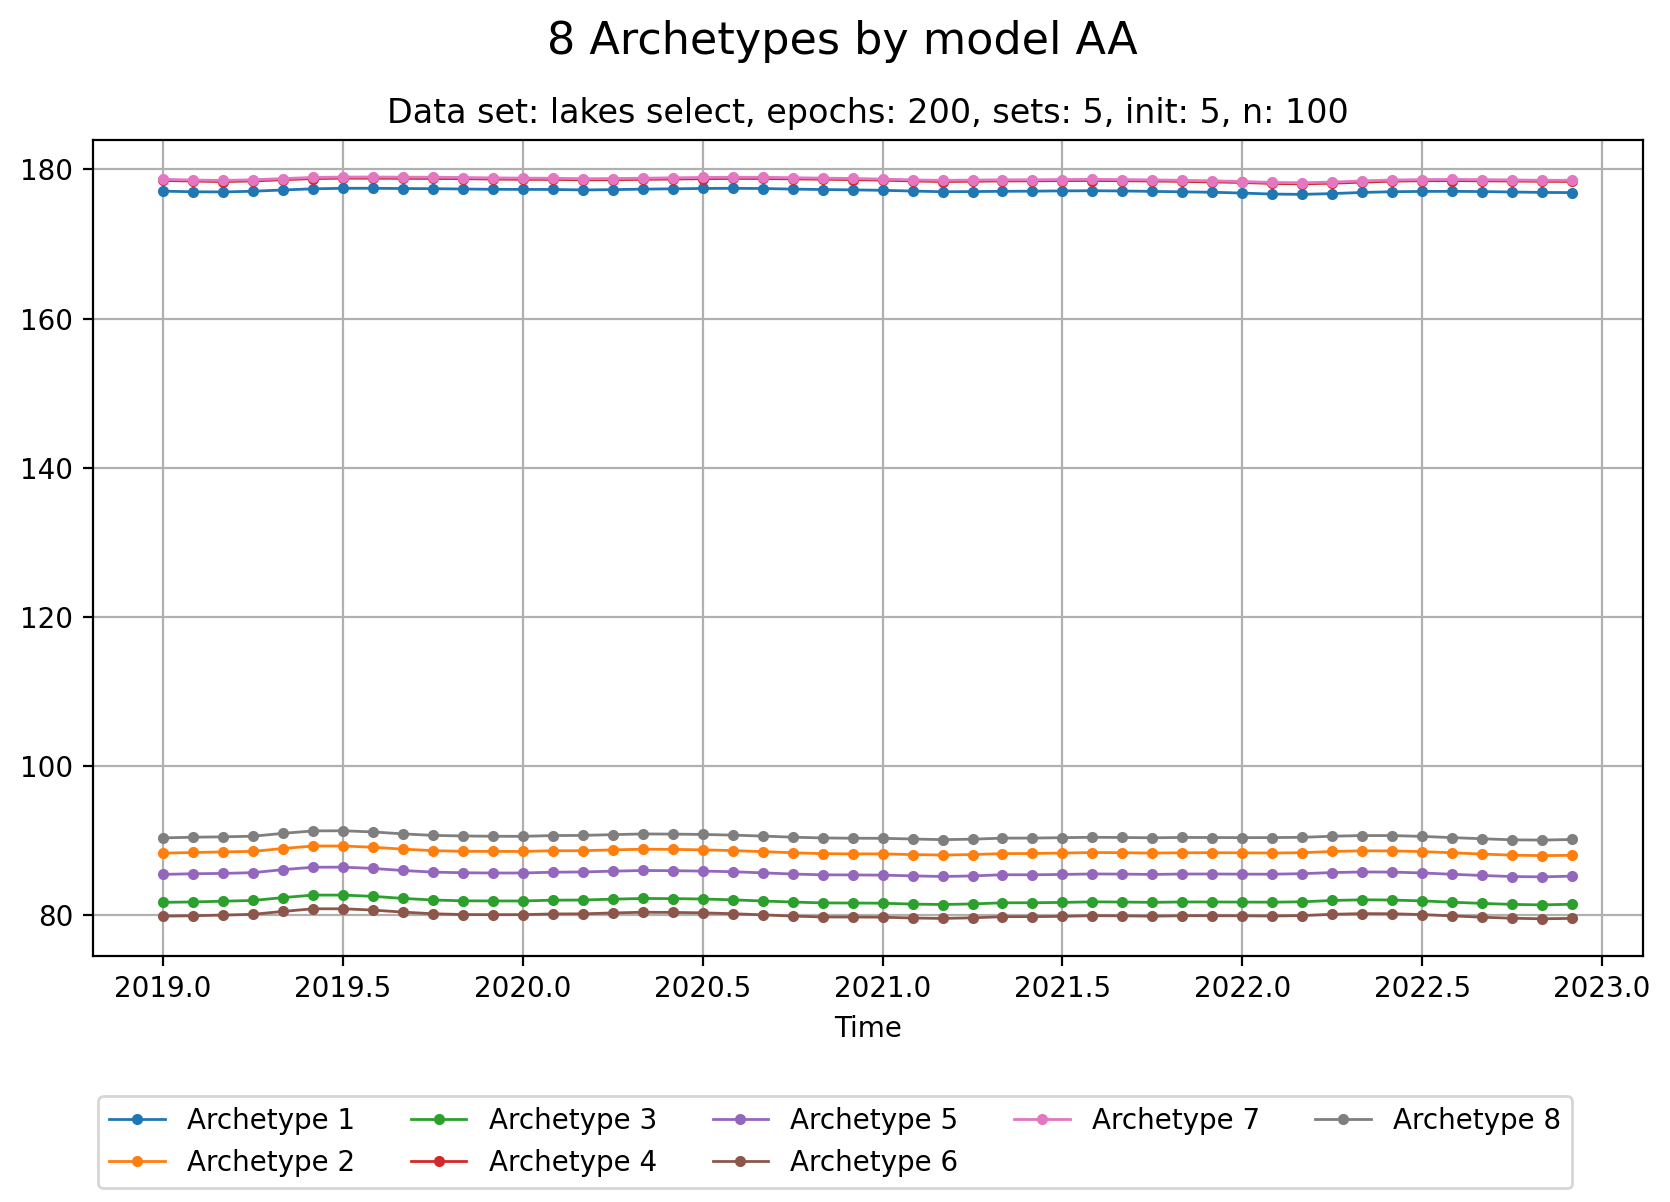 8 Archetypes by model AA
Data set: lakes select, epochs: 200, sets: 5, init: 5, n: 100
180
160
140
120
100
80
2019.0 2019.5 2020.0 2020.5 2021.0 2021.5 2022.0 2022.5 2023.0
Time
Archetype 1 Archetype 3 Archetype 5 Archetype 7 Archetype 8
Archetype 2 Archetype 4 Archetype 6